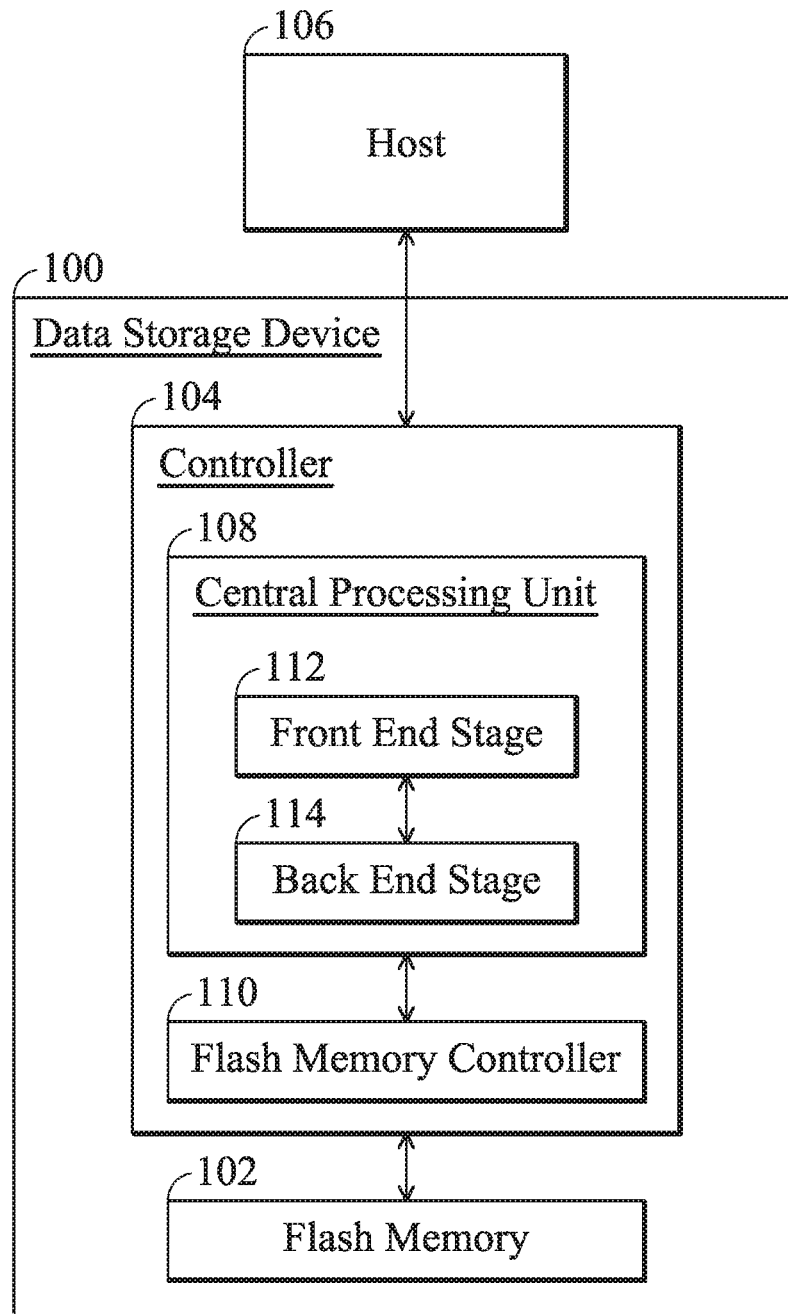 106
Host
100
Data Storage Device
104
Controller
108
Central Processing Unit
112
Front End Stage
114
Back End Stage
110
Flash Memory Controller
102
Flash Memory